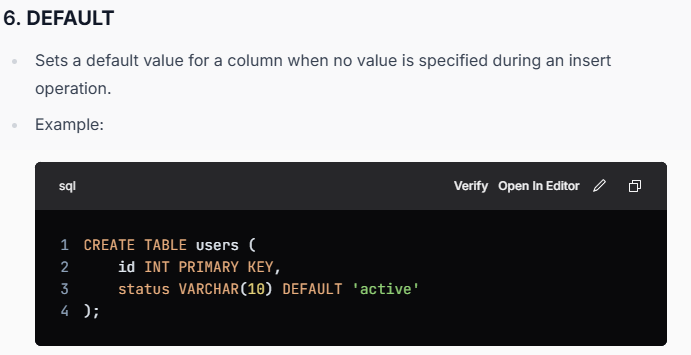 6. DEFAULT
Sets a default value for a column when no value is specified during an insert
operation.
Example:
sql Verify Open In Editor
1 CREATE TABLE users (
2     id INT PRIMARY KEY,
3     status VARCHAR(10) DEFAULT 'active'
4 );